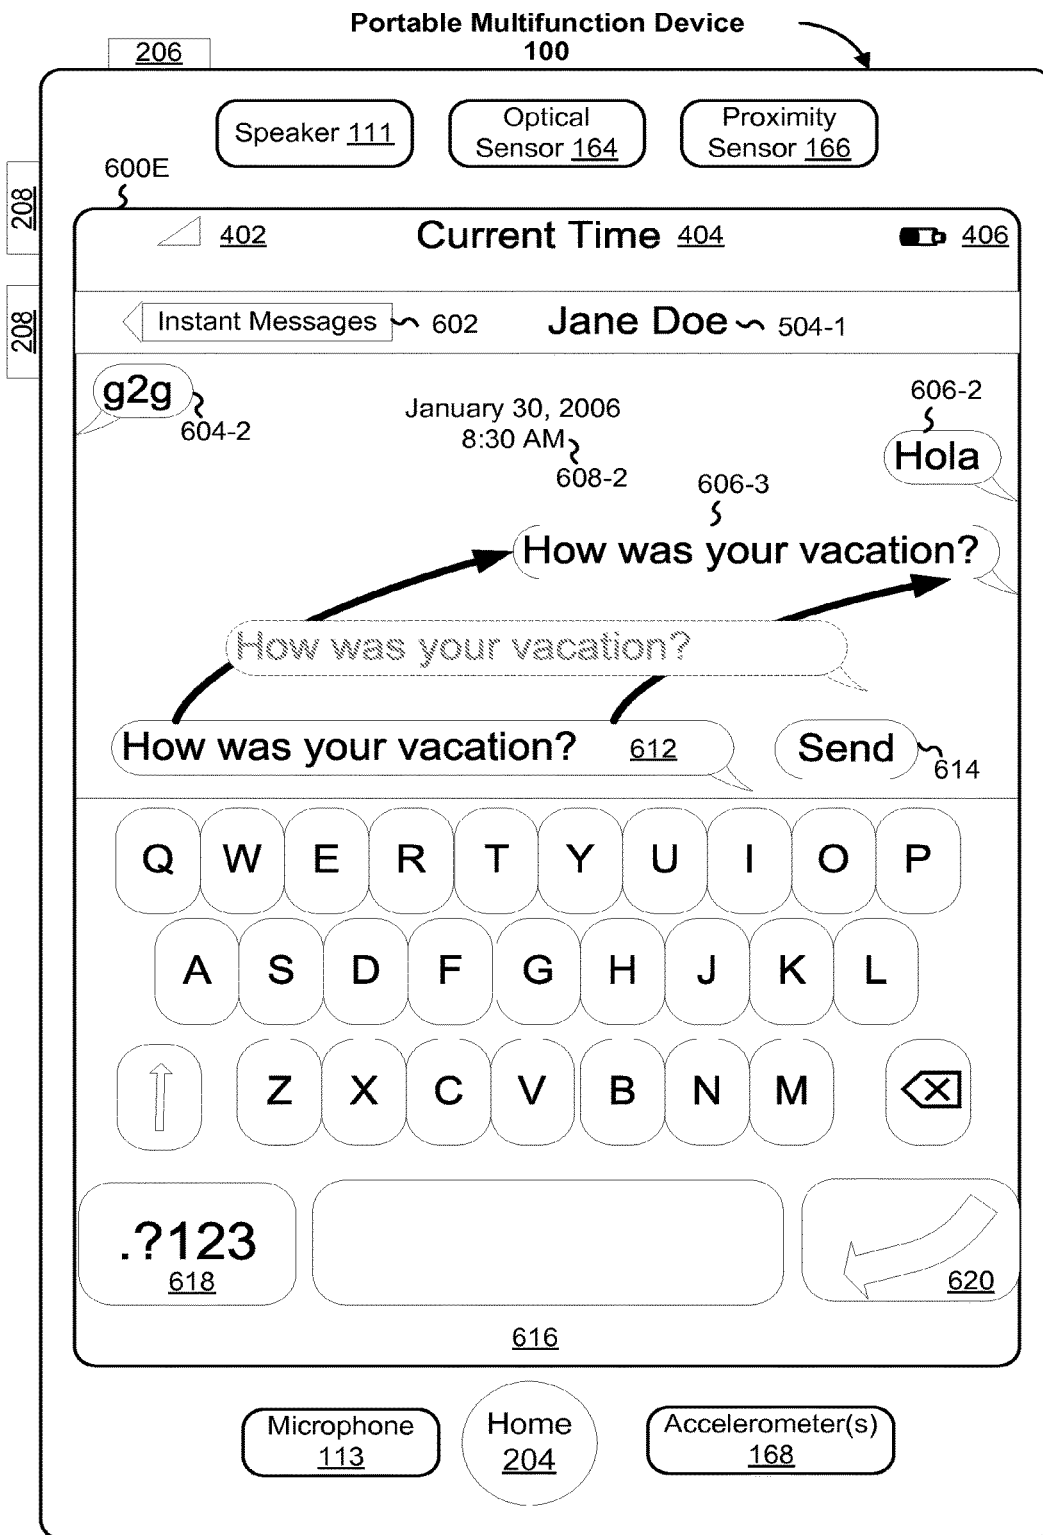 Portable Multifunction Device
100
206
Speaker 111
Optical
Sensor 164
Proximity
Sensor 166
600E
208
208
402
Current Time 404
406
Instant Messages
602
Jane Doe
504-1
g2g
604-2
January 30, 2006
8:30 AM
608-2
606-2
Hola
606-3
How was your vacation?
How was your vacation?
How was your vacation?
612
Send
614
Q W E R T Y U I O P
A S D F G H J K L
Z X C V B N M
.?123
618
620
616
Microphone
113
Home
204
Accelerometer(s)
168